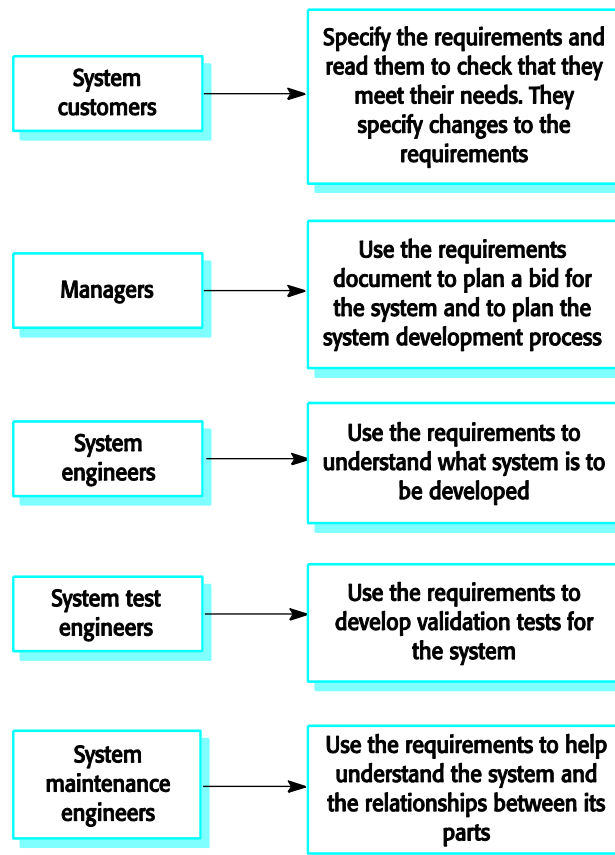 System
customers
Specify the requirements and
read them to check that they
meet their needs. They
specify changes to the
requirements
Managers
Use the requirements
document to plan a bid for
the system and to plan the
system development process
System
engineers
Use the requirements to
understand what system is to
be developed
System test
engineers
Use the requirements to
develop validation tests for
the system
System
maintenance
engineers
Use the requirements to help
understand the system and
the relationships between its
parts